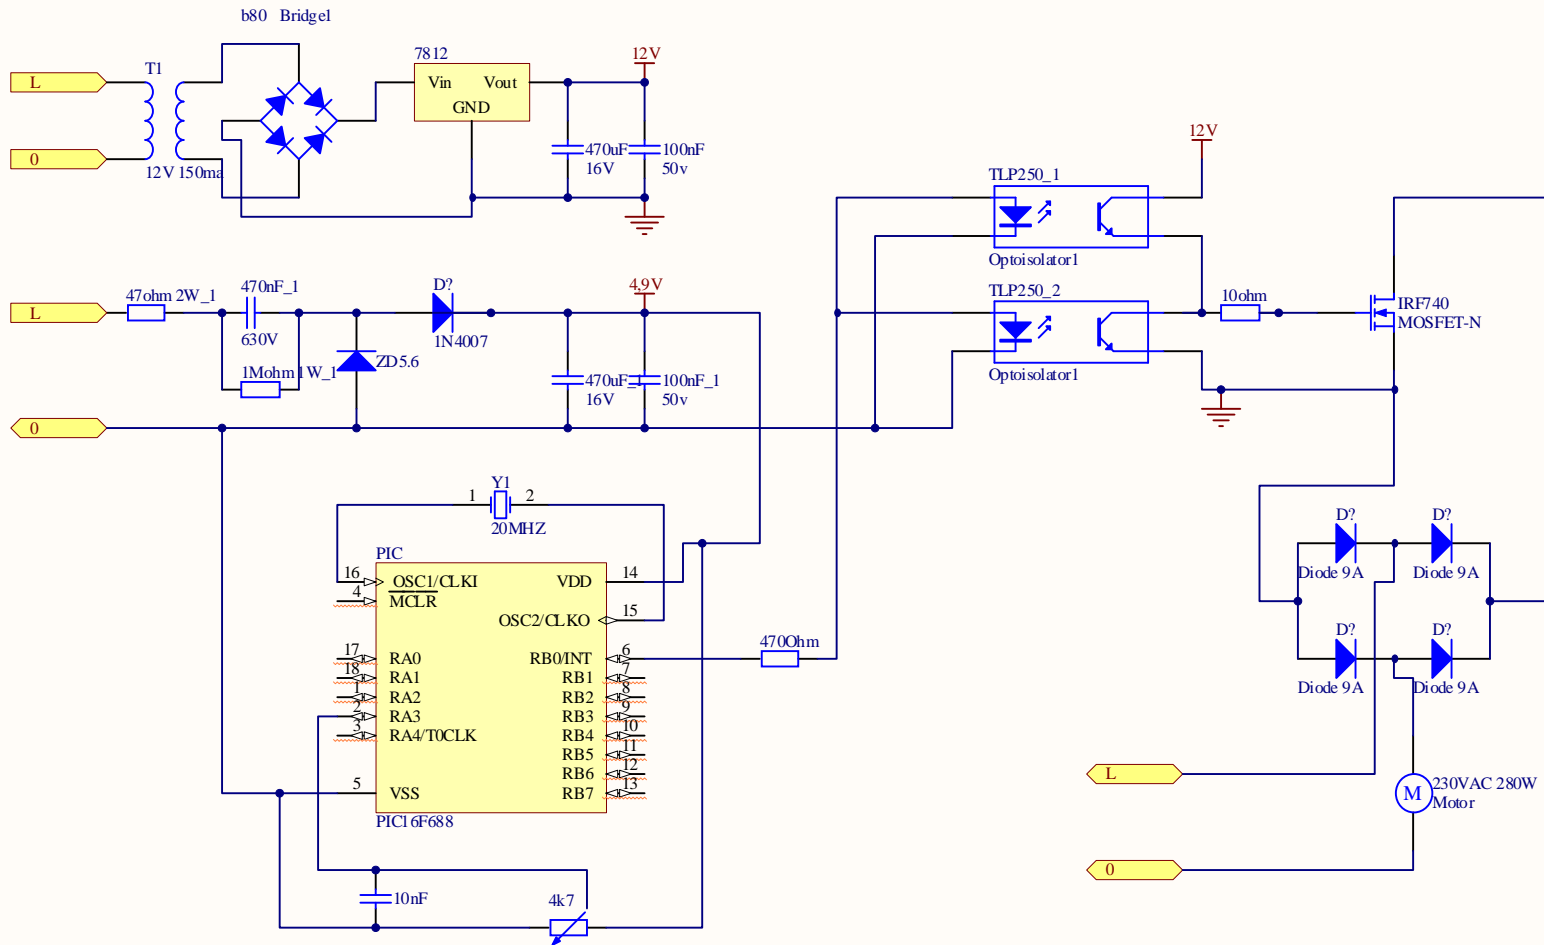 b80 Bridge1
L
T1
0
12V 150ma
7812
Vin Vout
GND
12V
470uF
16V
100nF
50v
L
47ohm 2W_1
470nF_1
630V
1Mohm 1W_1
ZD5.6
D?
1N4007
4,9V
470uF_1
16V
100nF_1
50v
0
TLP250_1
Optoisolator1
12V
TLP250_2
Optoisolator1
10ohm
IRF740
MOSFET-N
Y1
1 2
20MHZ
PIC
16 OSC1/CLKI
4 MCLR
17 RA0
18 RA1
1 RA2
2 RA3
3 RA4/T0CLK
5 VSS
VDD 14
OSC2/CLKO 15
RB0/INT 6
RB1 7
RB2 8
RB3 9
RB4 10
RB5 11
RB6 12
RB7 13
PIC16F688
470Ohm
10nF
4k7
D?
Diode 9A
D?
Diode 9A
D?
Diode 9A
D?
Diode 9A
L
M
230VAC 280W
Motor
0